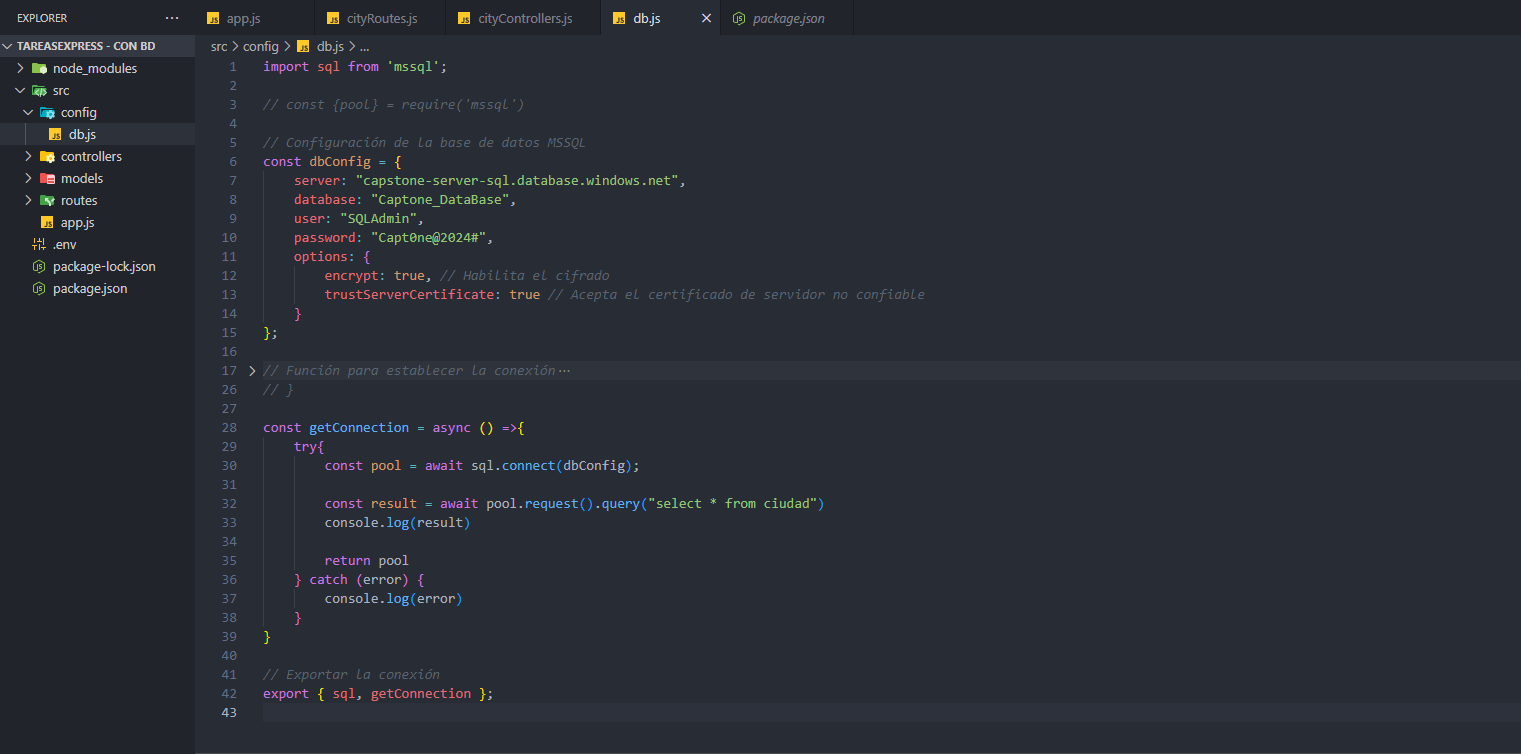 EXPLORER ···
app.js
cityRoutes.js
cityControllers.js
db.js
package.json
TAREASEXPRESS - CON BD
node_modules
src
config
db.js
controllers
models
routes
app.js
.env
package-lock.json
package.json
src > config > db.js > ...
1 import sql from 'mssql';
2
3 // const {pool} = require('mssql')
4
5 // Configuración de la base de datos MSSQL
6 const dbConfig = {
7 server: "capstone-server-sql.database.windows.net",
8 database: "Captone_DataBase",
9 user: "SQLAdmin",
10 password: "Capt0ne@2024#",
11 options: {
12 encrypt: true, // Habilita el cifrado
13 trustServerCertificate: true // Acepta el certificado de servidor no confiable
14 }
15 };
16
17 // Función para establecer la conexión ···
26 // }
27
28 const getConnection = async () =>{
29 try{
30 const pool = await sql.connect(dbConfig);
31
32 const result = await pool.request().query("select * from ciudad")
33 console.log(result)
34
35 return pool
36 } catch (error) {
37 console.log(error)
38 }
39 }
40
41 // Exportar la conexión
42 export { sql, getConnection };
43